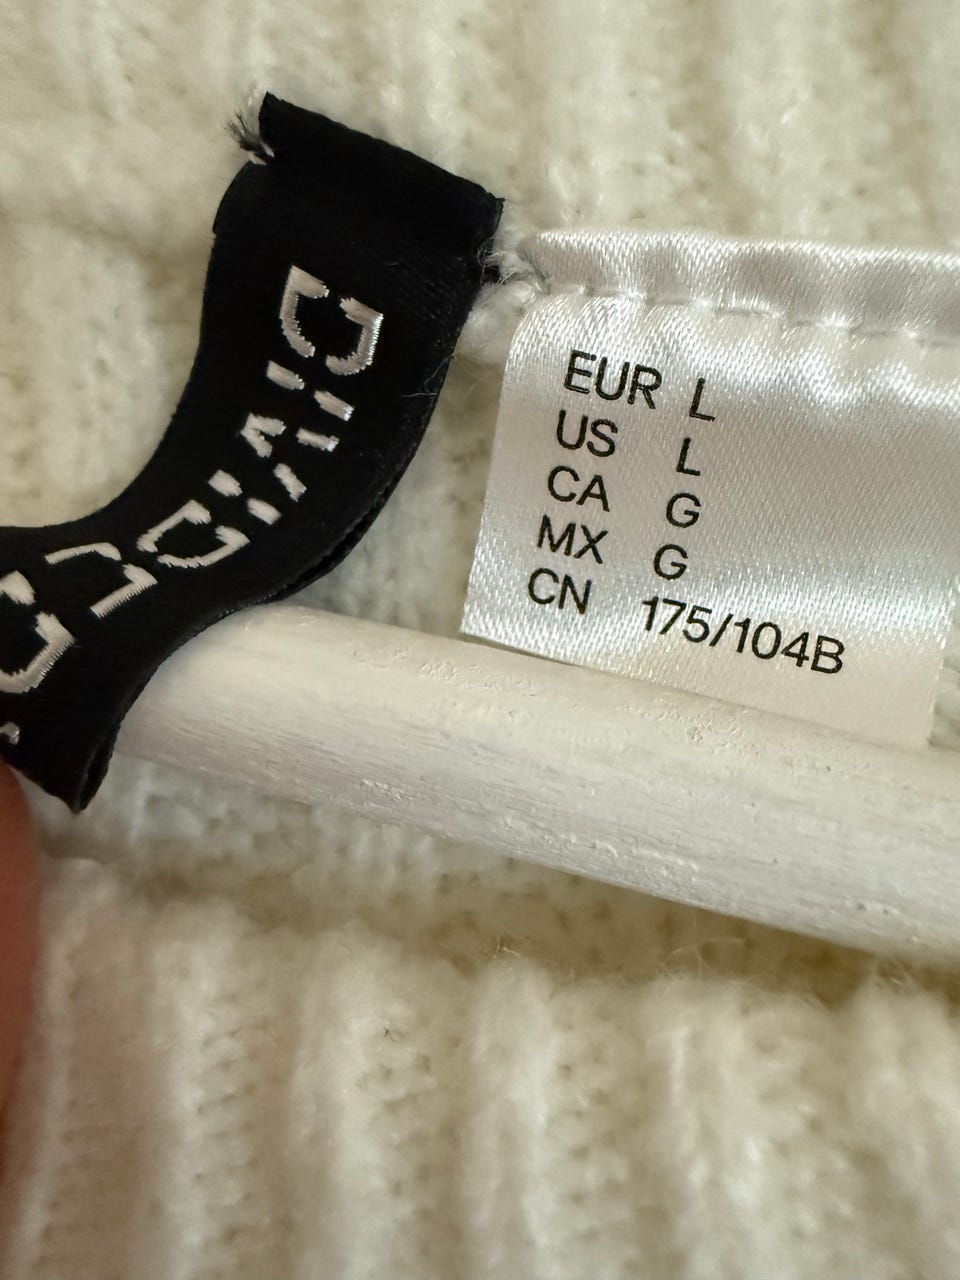 EUR L
US L
CA G
MX G
CN 175/104B